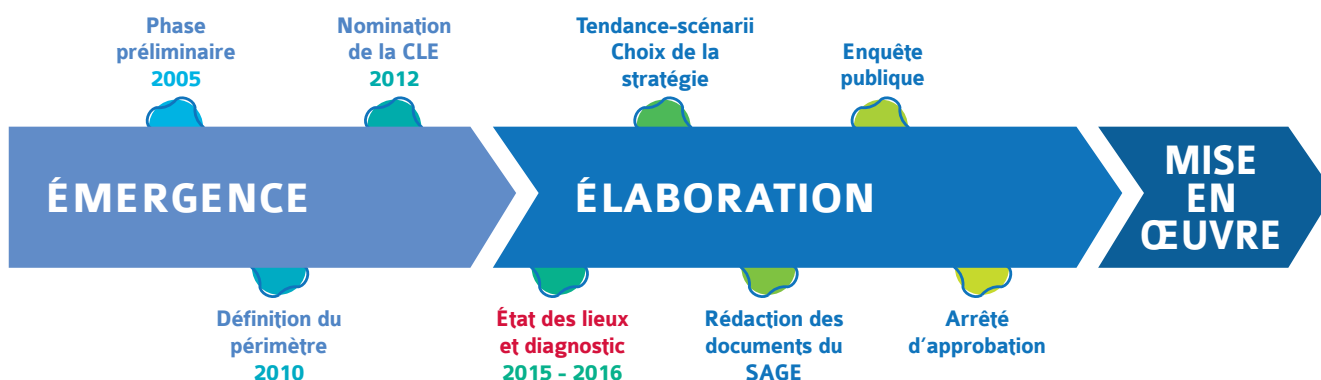 Phase
préliminaire
2005
Nomination
de la CLE
2012
Tendance-scénarii
Choix de la
stratégie
Enquête
publique
ÉMERGENCE
ÉLABORATION
MISE
EN
ŒUVRE
Définition du
périmètre
2010
État des lieux
et diagnostic
2015 - 2016
Rédaction des
documents du
SAGE
Arrêté
d'approbation